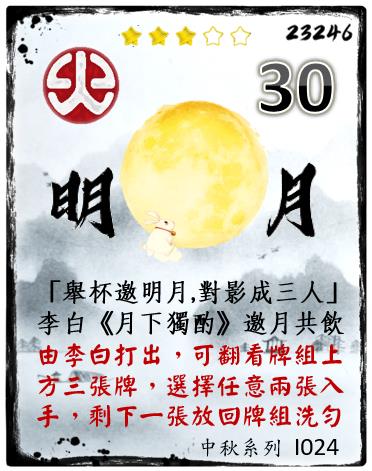 23246
火
30
明月
「舉杯邀明月,對影成三人」
李白《月下獨酌》邀月共飲
由李白打出，可翻看牌組上
方三張牌，選擇任意兩張入
手，剩下一張放回牌組洗勻
中秋系列 I024